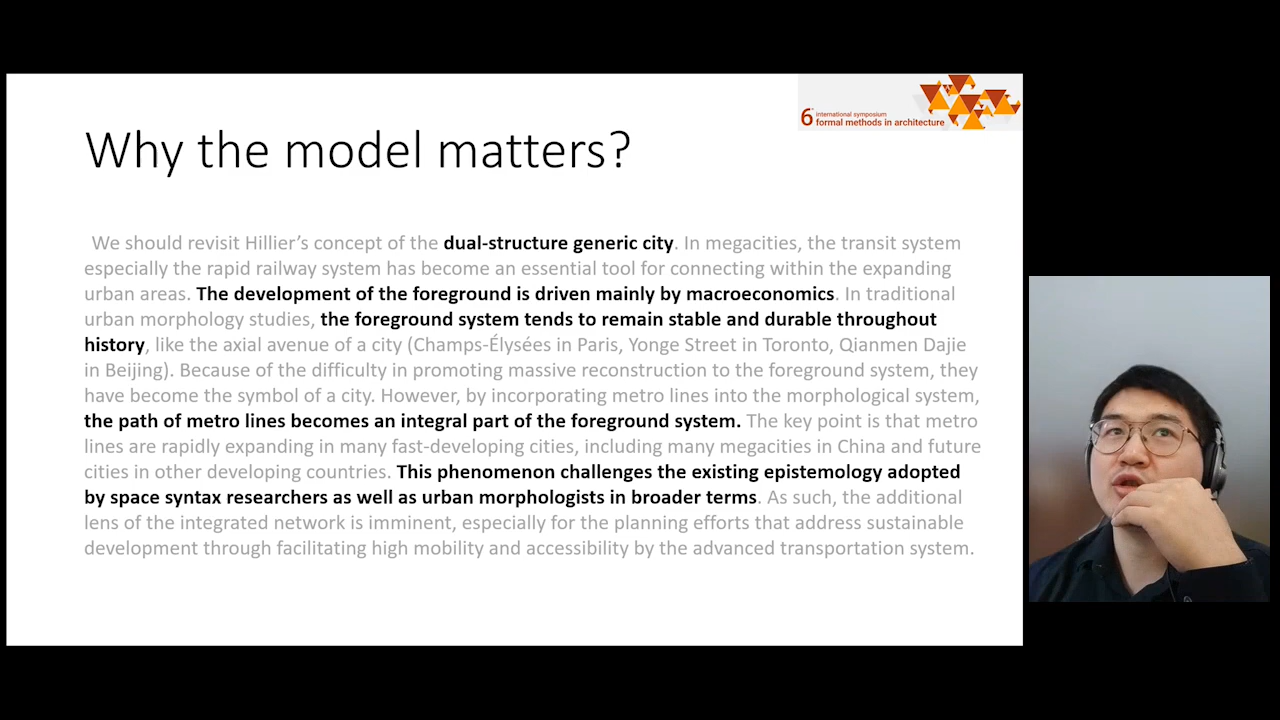 6th international symposium
formal methods in architecture
Why the model matters?
We should revisit Hillier’s concept of the dual-structure generic city. In megacities, the transit system
especially the rapid railway system has become an essential tool for connecting within the expanding
urban areas. The development of the foreground is driven mainly by macroeconomics. In traditional
urban morphology studies, the foreground system tends to remain stable and durable throughout
history, like the axial avenue of a city (Champs-Élysées in Paris, Yonge Street in Toronto, Qianmen Dajie
in Beijing). Because of the difficulty in promoting massive reconstruction to the foreground system, they
have become the symbol of a city. However, by incorporating metro lines into the morphological system,
the path of metro lines becomes an integral part of the foreground system. The key point is that metro
lines are rapidly expanding in many fast-developing cities, including many megacities in China and future
cities in other developing countries. This phenomenon challenges the existing epistemology adopted
by space syntax researchers as well as urban morphologists in broader terms. As such, the additional
lens of the integrated network is imminent, especially for the planning efforts that address sustainable
development through facilitating high mobility and accessibility by the advanced transportation system.